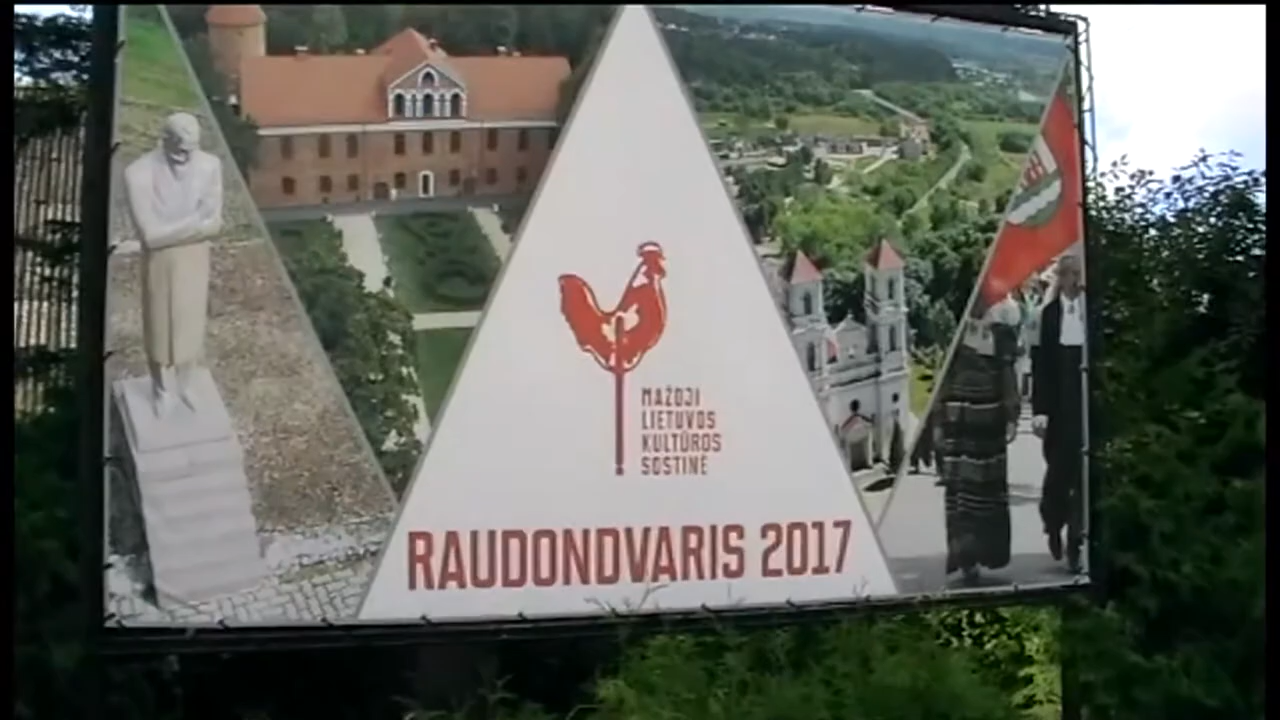 MAŽOJI
LIETUVOS
KULTŪROS
SOSTINĖ
RAUDONDVARIS 2017